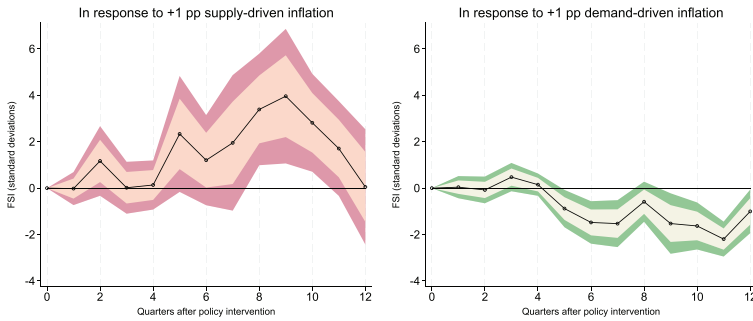 In response to +1 pp supply-driven inflation
FSI (standard deviations)
6
4
2
0
-2
-4
0 2 4 6 8 10 12
Quarters after policy intervention
In response to +1 pp demand-driven inflation
FSI (standard deviations)
6
4
2
0
-2
-4
0 2 4 6 8 10 12
Quarters after policy intervention